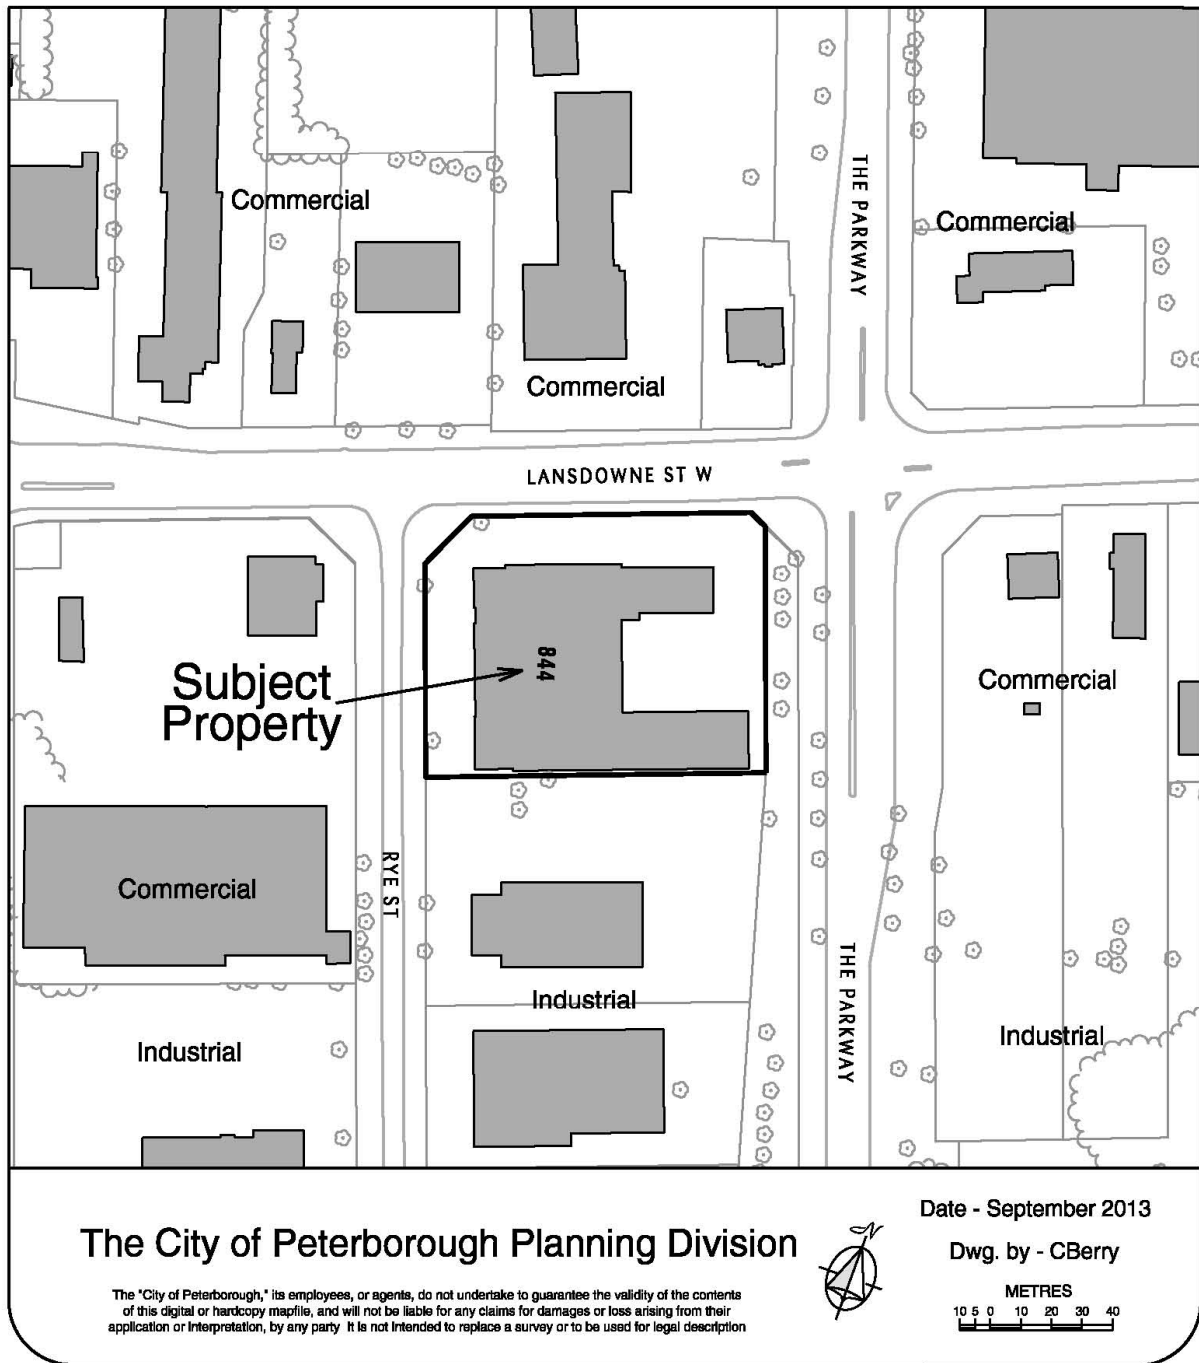 THE PARKWAY
Commercial
Commercial
Commercial
LANSDOWNE ST W
844
Subject
Property
Commercial
Commercial
RYE ST
THE PARKWAY
Industrial
Industrial
Industrial
The City of Peterborough Planning Division
N
Date - September 2013
Dwg. by - CBerry
METRES
10 5 0 10 20 30 40
The "City of Peterborough," its employees, or agents, do not undertake to guarantee the validity of the contents
of this digital or hardcopy mapfile, and will not be liable for any claims for damages or loss arising from their
application or interpretation, by any party It is not intended to replace a survey or to be used for legal description